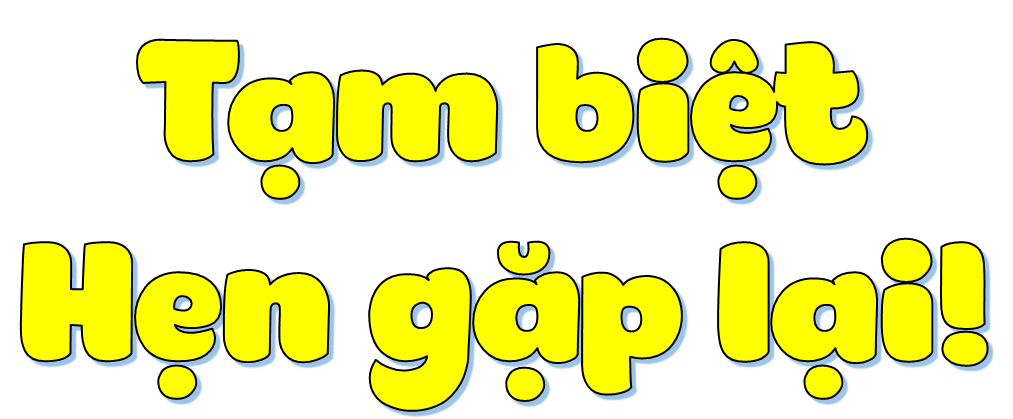 Tạm biệt
Hẹn gặp lại!